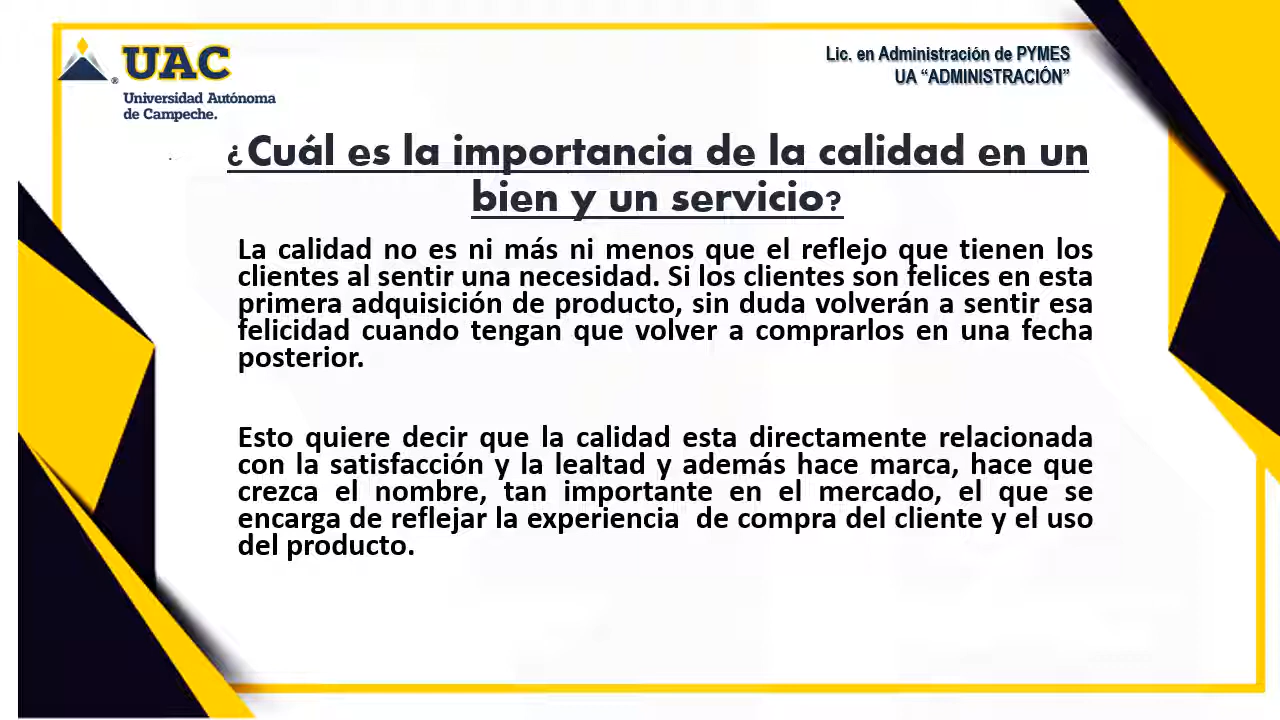 UAC
®
Universidad Autónoma
de Campeche.
Lic. en Administración de PYMES
UA “ADMINISTRACIÓN”
¿Cuál es la importancia de la calidad en un
bien y un servicio?
La calidad no es ni más ni menos que el reflejo que tienen los
clientes al sentir una necesidad. Si los clientes son felices en esta
primera adquisición de producto, sin duda volverán a sentir esa
felicidad cuando tengan que volver a comprarlos en una fecha
posterior.
Esto quiere decir que la calidad esta directamente relacionada
con la satisfacción y la lealtad y además hace marca, hace que
crezca el nombre, tan importante en el mercado, el que se
encarga de reflejar la experiencia  de compra del cliente y el uso
del producto.